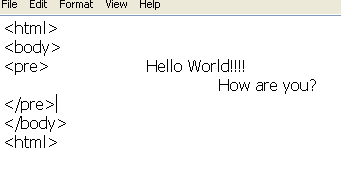 File Edit Format View Help
<html>
<body>
<pre> Hello World!!!!
How are you?
</pre>
</body>
<html>